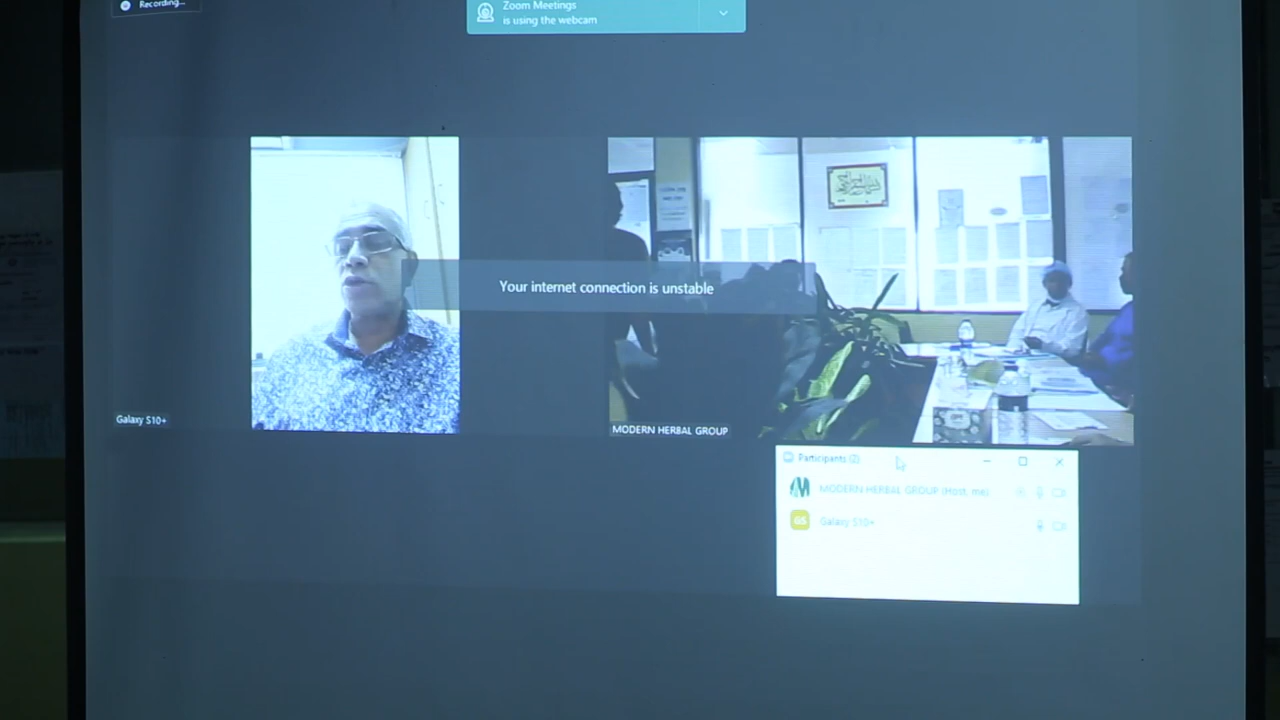 Recording...
Zoom Meetings
is using the webcam
Your internet connection is unstable
Galaxy S10+
MODERN HERBAL GROUP
Participants (2)
MODERN HERBAL GROUP (Host, me)
GS Galaxy S10+